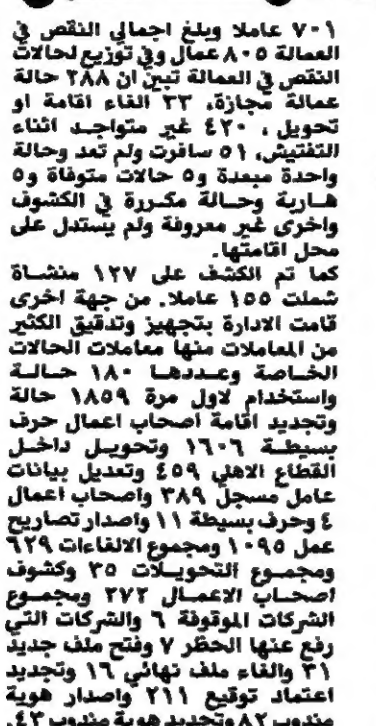 ٧٠١ عاملا وبلغ اجمالي النقص في
العمالة ٨٠٥ عمال وفي توزيع لحالات
النقص في العمالة تبين ان ٢٨٨ حالة
عمالة مجازة، ٣٣ الغاء اقامة او
تحويل ، ٤٢٠ غير متواجد اثناء
التفتيش، ٥١ سافرت ولم تعد وحالة
واحدة مبعدة و٥ حالات متوفاة و٥
هاربة وحالة مكررة في الكشوف
واخرى غير معروفة ولم يستدل على
محل اقامتها.
كما تم الكشف على ١٢٧ منشاة
شملت ١٥٥ عاملا. من جهة اخرى
قامت الادارة بتجهيز وتدقيق الكثير
من المعاملات منها معاملات الحالات
الخاصة وعددها ١٨٠ حالة
واستخدام لاول مرة ١٨٥٩ حالة
وتجديد اقامة اصحاب اعمال حرف
بسيطة ١٦٠٦ وتحويل داخل
القطاع الاهلي ٤٥٩ وتعديل بيانات
عامل مسجل ٣٨٩ واصحاب اعمال
٤ وحرف بسيطة ١١ واصدار تصاريح
عمل ١٠٩٥ ومجموع الالغاءات ٦٢٩
ومجموع التحويلات ٣٥ وكشوف
اصحاب الاعمال ٢٧٢ ومجموع
الشركات الموقوفة ٦ والشركات التي
رفع عنها الحظر ٧ وفتح ملف جديد
٣١ والغاء ملف نهائي ١٦ وتجديد
اعتماد توقيع ٢١١ واصدار هوية
مندوب ٨٢ وتجديد هوية مندوب ٤٢.